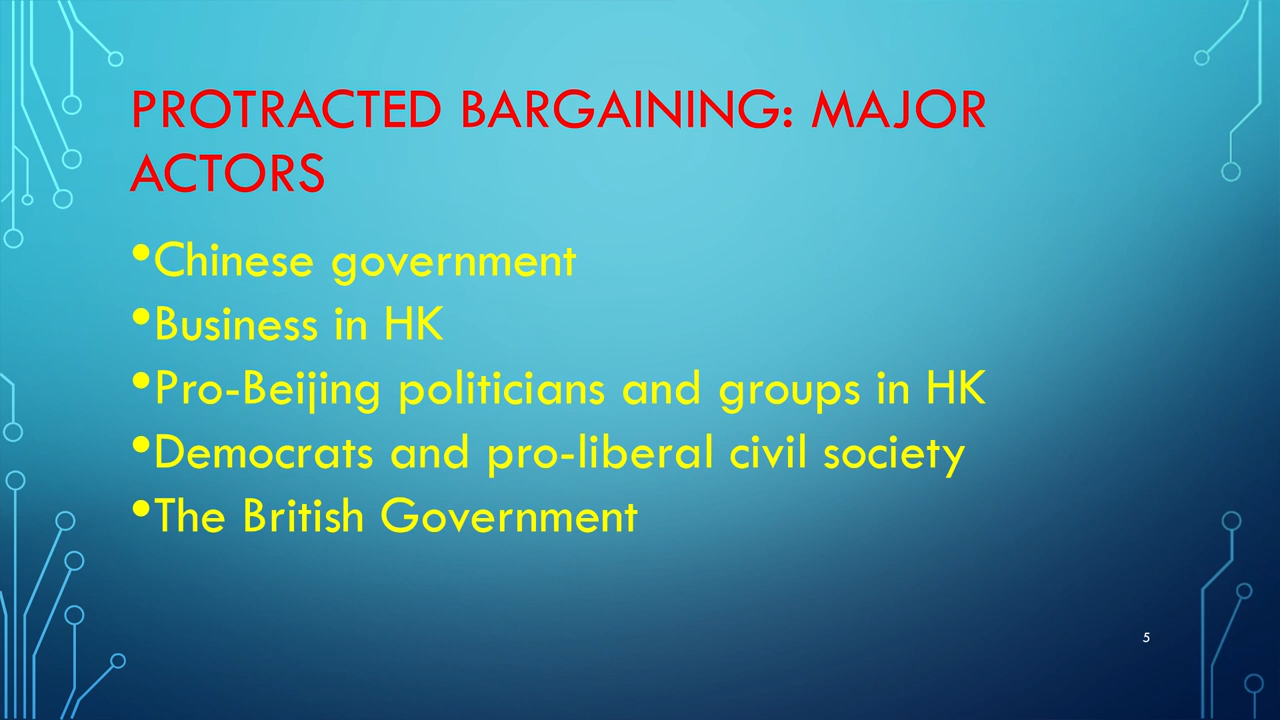 PROTRACTED BARGAINING: MAJOR
ACTORS
•Chinese government
•Business in HK
•Pro-Beijing politicians and groups in HK
•Democrats and pro-liberal civil society
•The British Government
5